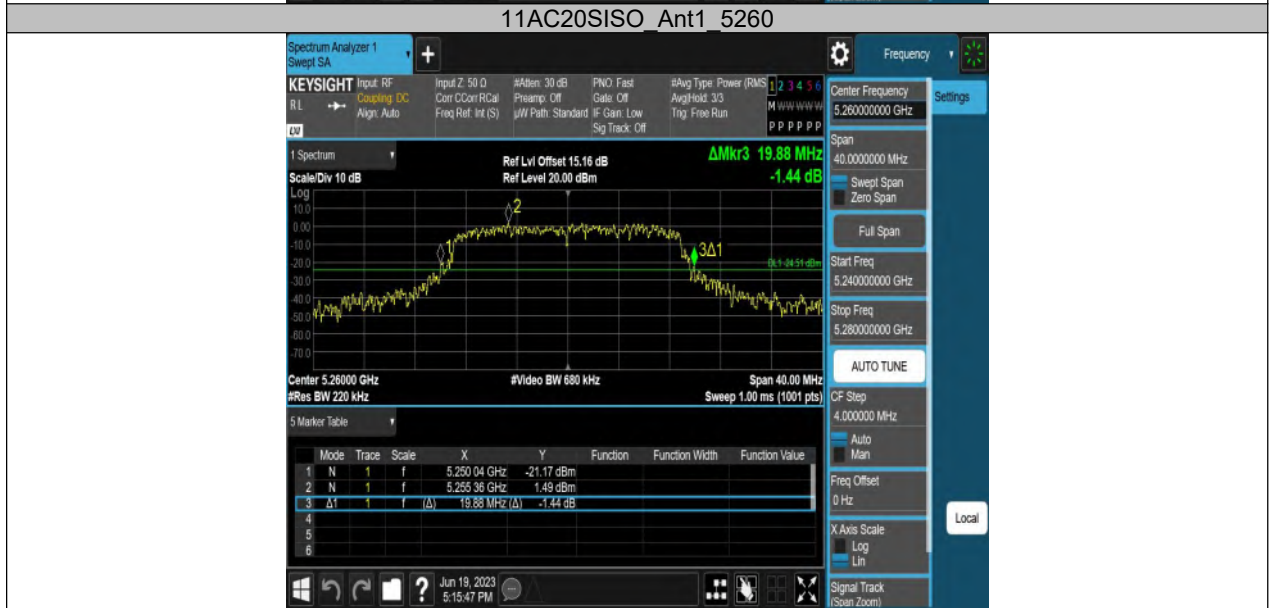 11AC20SISO_Ant1_5260
Spectrum Analyzer 1
Swept SA
+
Frequency
KEYSIGHT Input: RF Input Z: 50 Ω #Atten: 30 dB PNO: Fast #Avg Type: Power (RMS 1 2 3 4 5 6
RL Coupling: DC Corr CCorr RCal Preamp: Off Gate: Off Avg|Hold: 3/3 M W W W W W
Align: Auto Freq Ref: Int (S) µW Path: Standard IF Gain: Low Trig: Free Run
Sig Track: Off P P P P P P
LXI
Center Frequency
5.260000000 GHz
Settings
Span
40.0000000 MHz
Swept Span
Zero Span
Full Span
Start Freq
5.240000000 GHz
Stop Freq
5.280000000 GHz
AUTO TUNE
CF Step
4.000000 MHz
Auto
Man
Freq Offset
0 Hz
X Axis Scale
Log
Lin
Signal Track
(Span Zoom)
Local
1 Spectrum
Scale/Div 10 dB
Ref Lvl Offset 15.16 dB
Ref Level 20.00 dBm
ΔMkr3 19.88 MHz
-1.44 dB
Log
10.0
0.00
-10.0
-20.0
-30.0
-40.0
-50.0
-60.0
-70.0
1
2
3Δ1
DL1 -24.51 dBm
Center 5.26000 GHz #Video BW 680 kHz Span 40.00 MHz
#Res BW 220 kHz Sweep 1.00 ms (1001 pts)
5 Marker Table
Mode Trace Scale X Y Function Function Width Function Value
1 N 1 f 5.250 04 GHz -21.17 dBm
2 N 1 f 5.255 36 GHz 1.49 dBm
3 Δ1 1 f (Δ) 19.88 MHz (Δ) -1.44 dB
4
5
6
?
Jun 19, 2023
5:15:47 PM